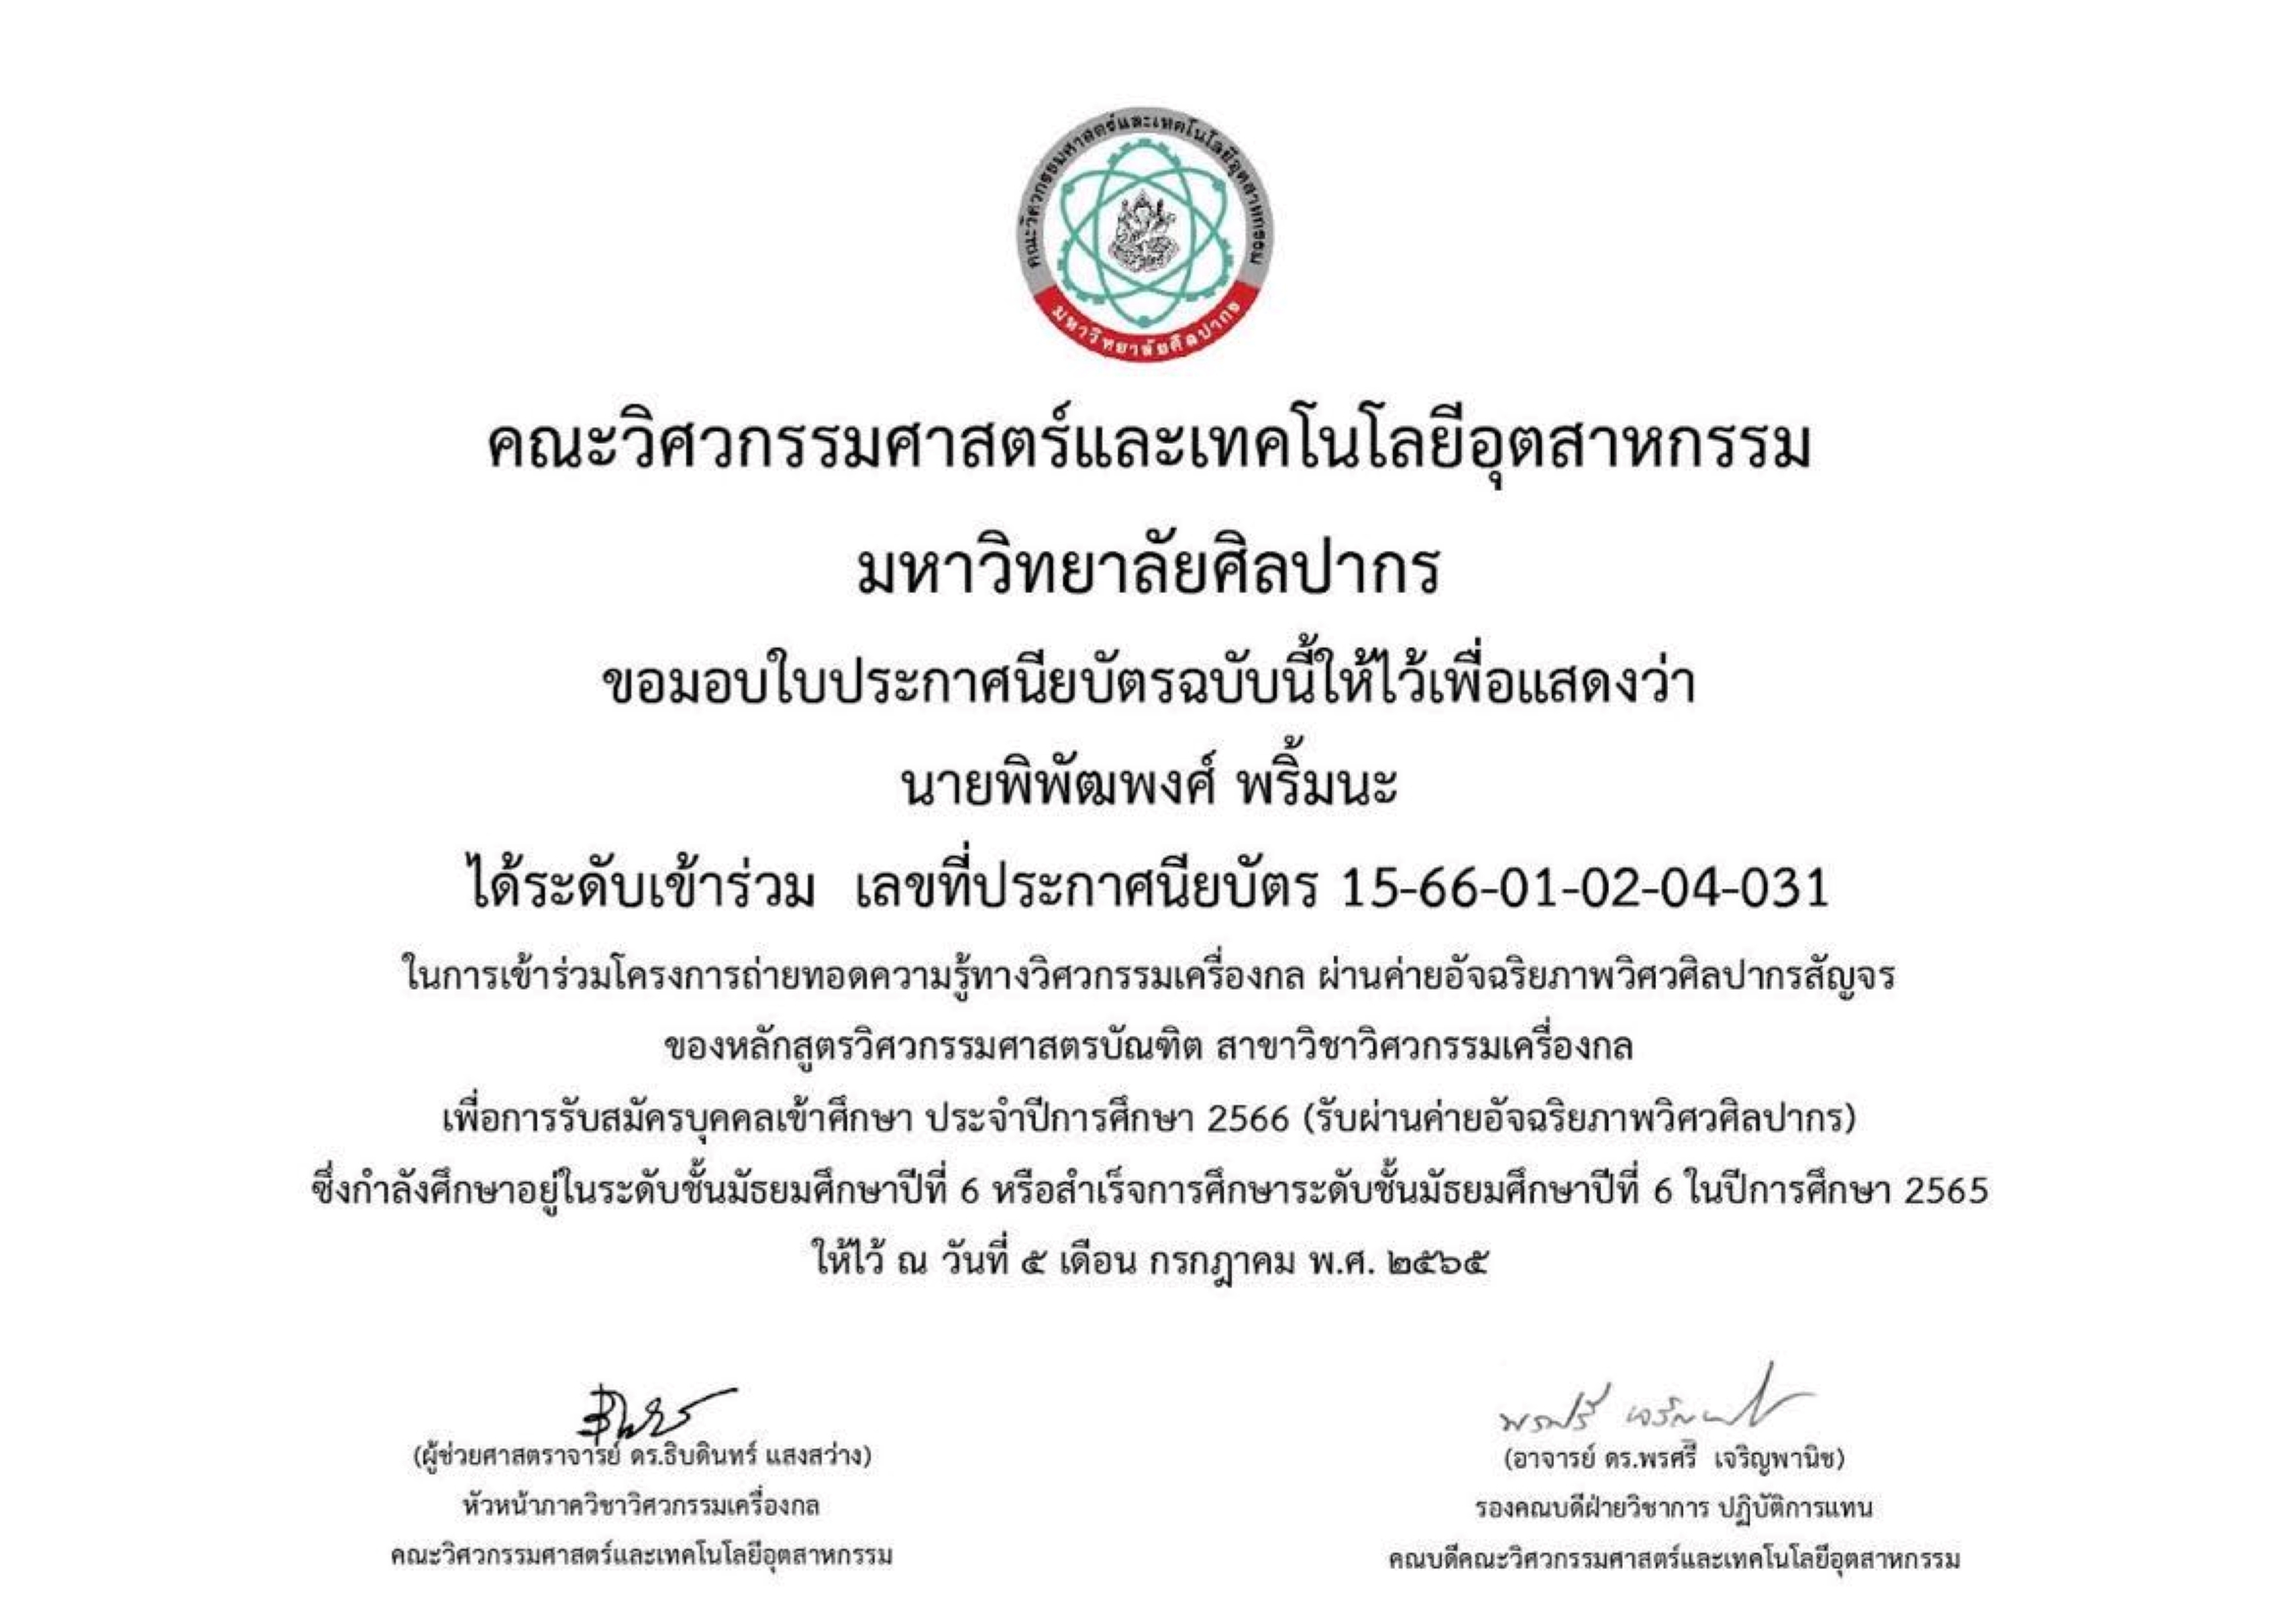 คณะวิศวกรรมศาสตร์และเทคโนโลยีอุตสาหกรรม
มหาวิทยาลัยศิลปากร
คณะวิศวกรรมศาสตร์และเทคโนโลยีอุตสาหกรรม
มหาวิทยาลัยศิลปากร
ขอมอบใบประกาศนียบัตรฉบับนี้ให้ไว้เพื่อแสดงว่า
นายพิพัฒพงศ์ พริ้มนะ
ได้ระดับเข้าร่วม เลขที่ประกาศนียบัตร 15-66-01-02-04-031
ในการเข้าร่วมโครงการถ่ายทอดความรู้ทางวิศวกรรมเครื่องกล ผ่านค่ายอัจฉริยภาพวิศวศิลปากรสัญจร
ของหลักสูตรวิศวกรรมศาสตรบัณฑิต สาขาวิชาวิศวกรรมเครื่องกล
เพื่อการรับสมัครบุคคลเข้าศึกษา ประจำปีการศึกษา 2566 (รับผ่านค่ายอัจฉริยภาพวิศวศิลปากร)
ซึ่งกำลังศึกษาอยู่ในระดับชั้นมัธยมศึกษาปีที่ 6 หรือสำเร็จการศึกษาระดับชั้นมัธยมศึกษาปีที่ 6 ในปีการศึกษา 2565
ให้ไว้ ณ วันที่ ๕ เดือน กรกฎาคม พ.ศ. ๒๕๖๕
(ผู้ช่วยศาสตราจารย์ ดร.ธิบดินทร์ แสงสว่าง)
หัวหน้าภาควิชาวิศวกรรมเครื่องกล
คณะวิศวกรรมศาสตร์และเทคโนโลยีอุตสาหกรรม
(อาจารย์ ดร.พรศรี เจริญพานิช)
รองคณบดีฝ่ายวิชาการ ปฏิบัติการแทน
คณบดีคณะวิศวกรรมศาสตร์และเทคโนโลยีอุตสาหกรรม